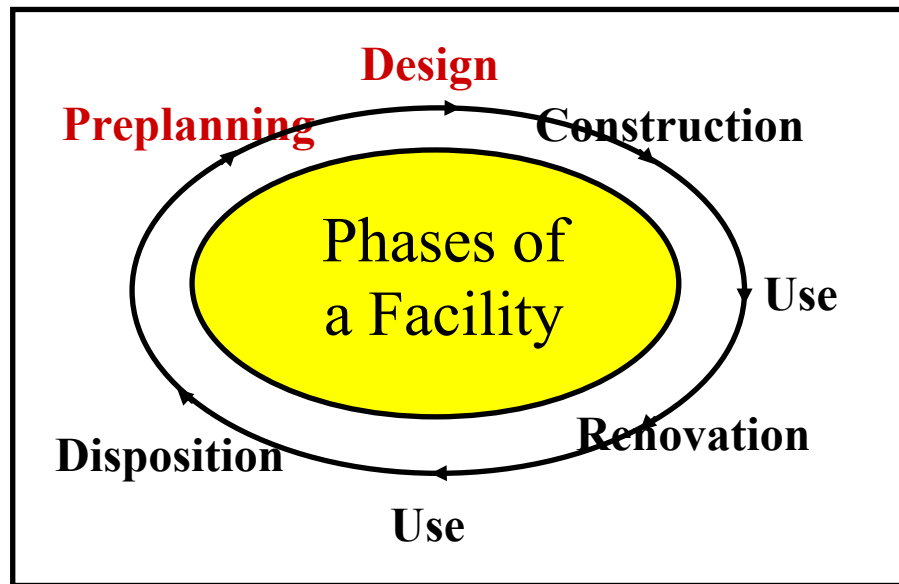 Design
Preplanning
Construction
Phases of
a Facility
Use
Renovation
Disposition
Use